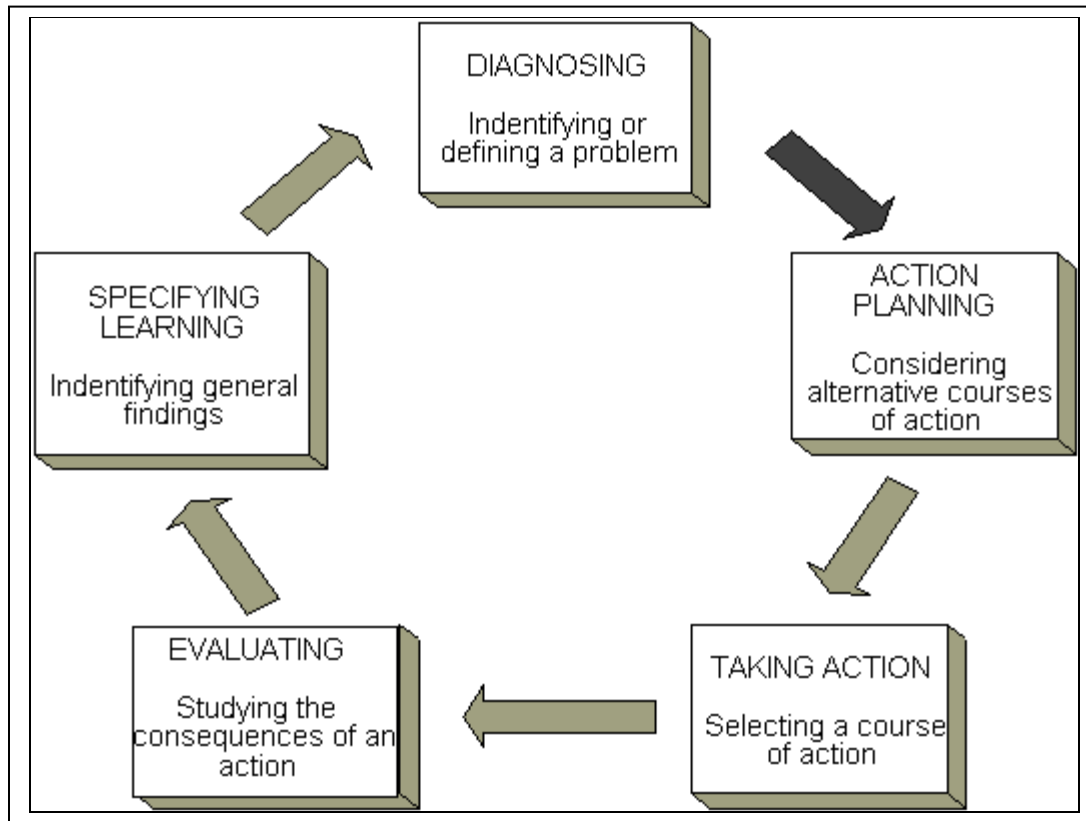 DIAGNOSING
Indentifying or
defining a problem
ACTION
PLANNING
Considering
alternative courses
of action
TAKING ACTION
Selecting a course
of action
EVALUATING
Studying the
consequences of an
action
SPECIFYING
LEARNING
Indentifying general
findings